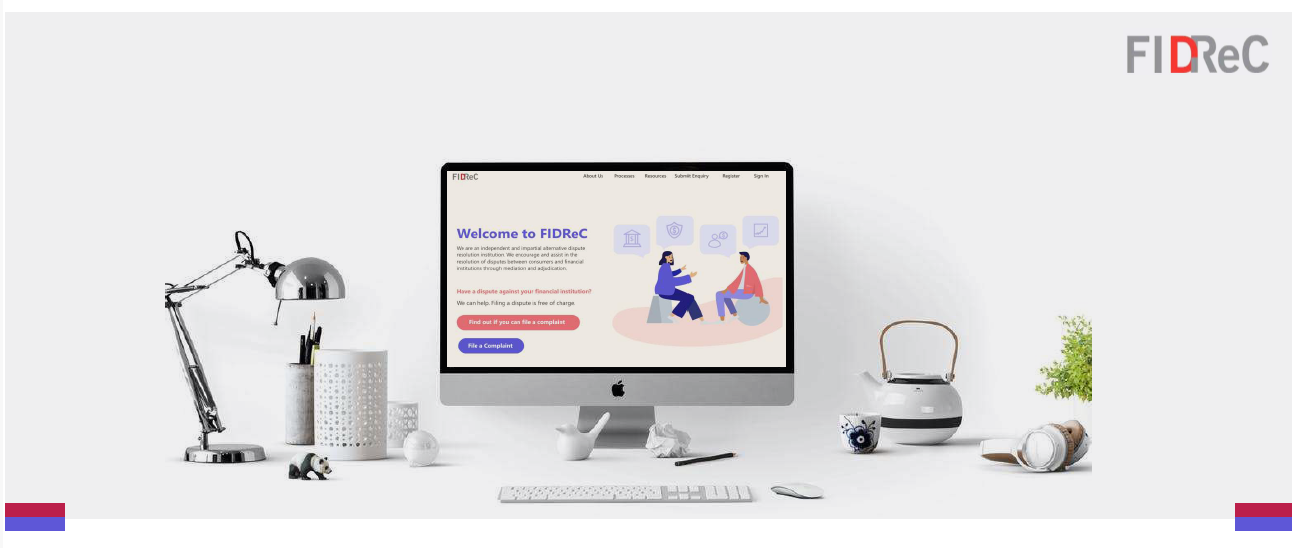 FIDReC
FIDReC
About Us Processes Resources Submit Enquiry Register Sign In
Welcome to FIDReC
We are an independent and impartial alternative dispute
resolution institution. We encourage and assist in the
resolution of disputes between consumers and financial
institutions through mediation and adjudication.
Have a dispute against your financial institution?
We can help. Filing a dispute is free of charge.
Find out if you can file a complaint
File a Complaint